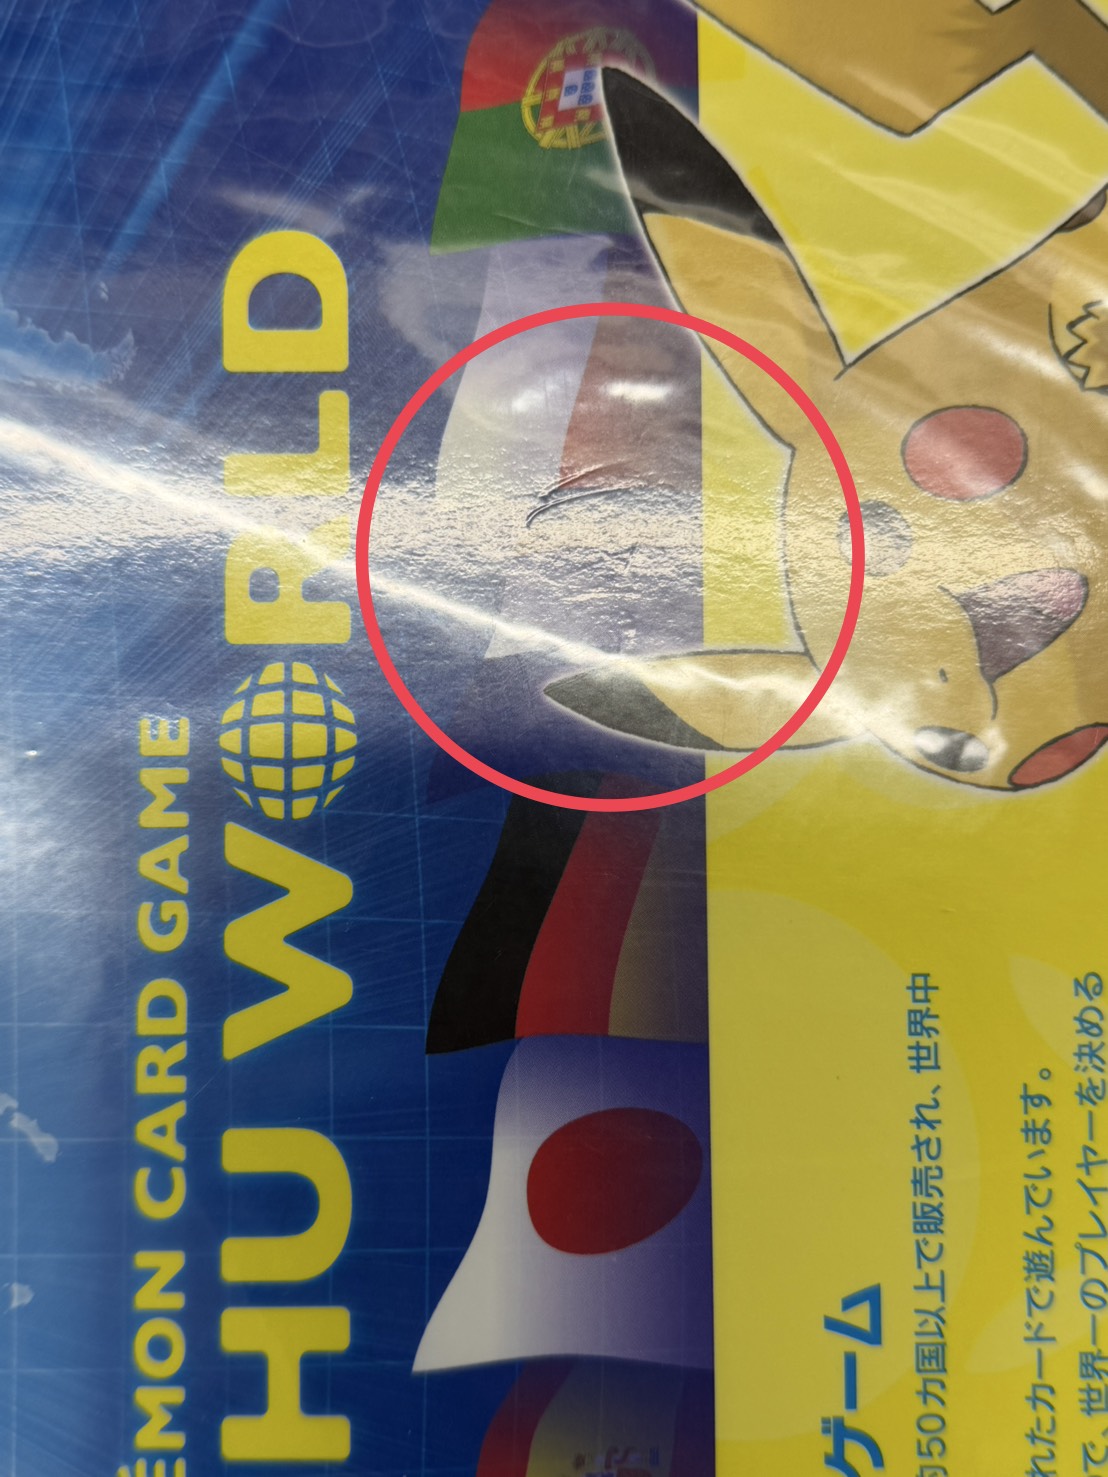 ÉMON CARD GAME
HU WORLD
ゲーム
50カ国以上で販売され、世界中
れたカードで遊んでいます。
で、世界一のプレイヤーを決める